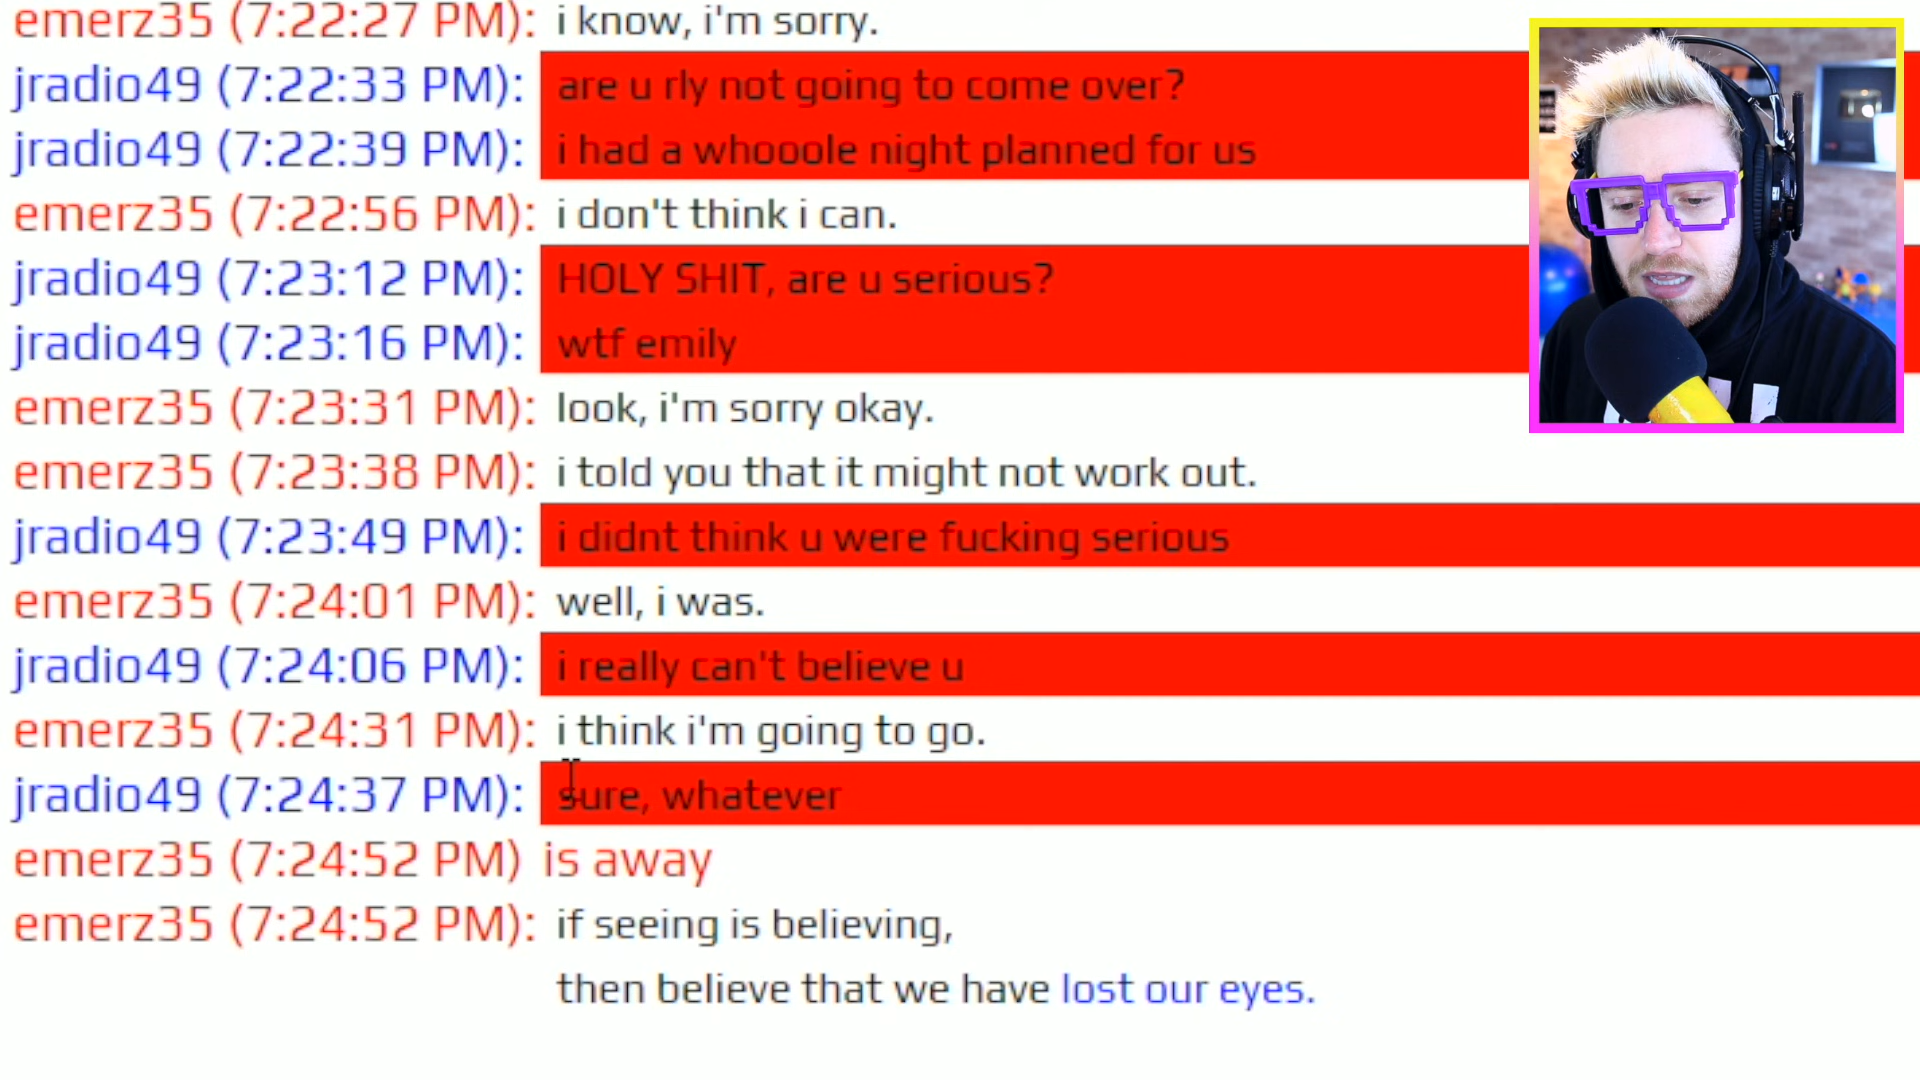 emerz35 (7:22:27 PM): i know, i'm sorry.
jradio49 (7:22:33 PM): are u rly not going to come over?
jradio49 (7:22:39 PM): i had a whooole night planned for us
emerz35 (7:22:56 PM): i don't think i can.
jradio49 (7:23:12 PM): HOLY SHIT, are u serious?
jradio49 (7:23:16 PM): wtf emily
emerz35 (7:23:31 PM): look, i'm sorry okay.
emerz35 (7:23:38 PM): i told you that it might not work out.
jradio49 (7:23:49 PM): i didnt think u were fucking serious
emerz35 (7:24:01 PM): well, i was.
jradio49 (7:24:06 PM): i really can't believe u
emerz35 (7:24:31 PM): i think i'm going to go.
jradio49 (7:24:37 PM): sure, whatever
emerz35 (7:24:52 PM) is away
emerz35 (7:24:52 PM): if seeing is believing,
then believe that we have lost our eyes.